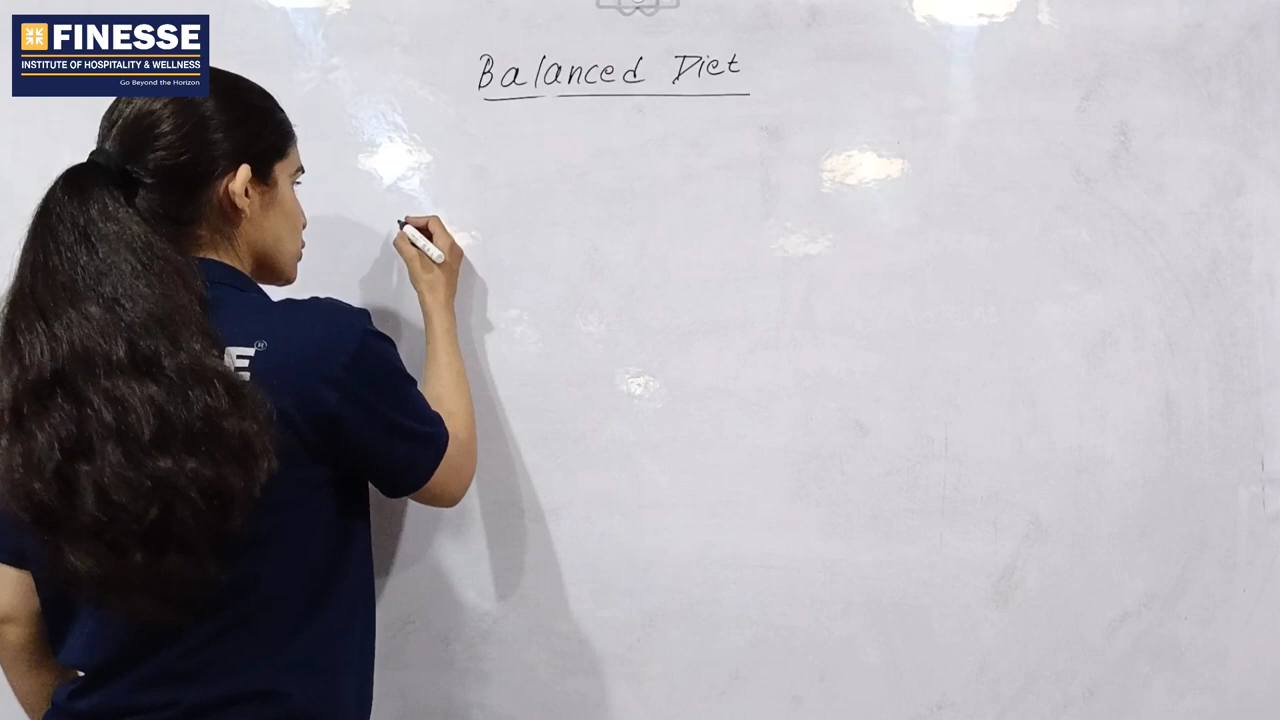 FINESSE
INSTITUTE OF HOSPITALITY & WELLNESS
Go Beyond the Horizon
Balanced Diet
E®